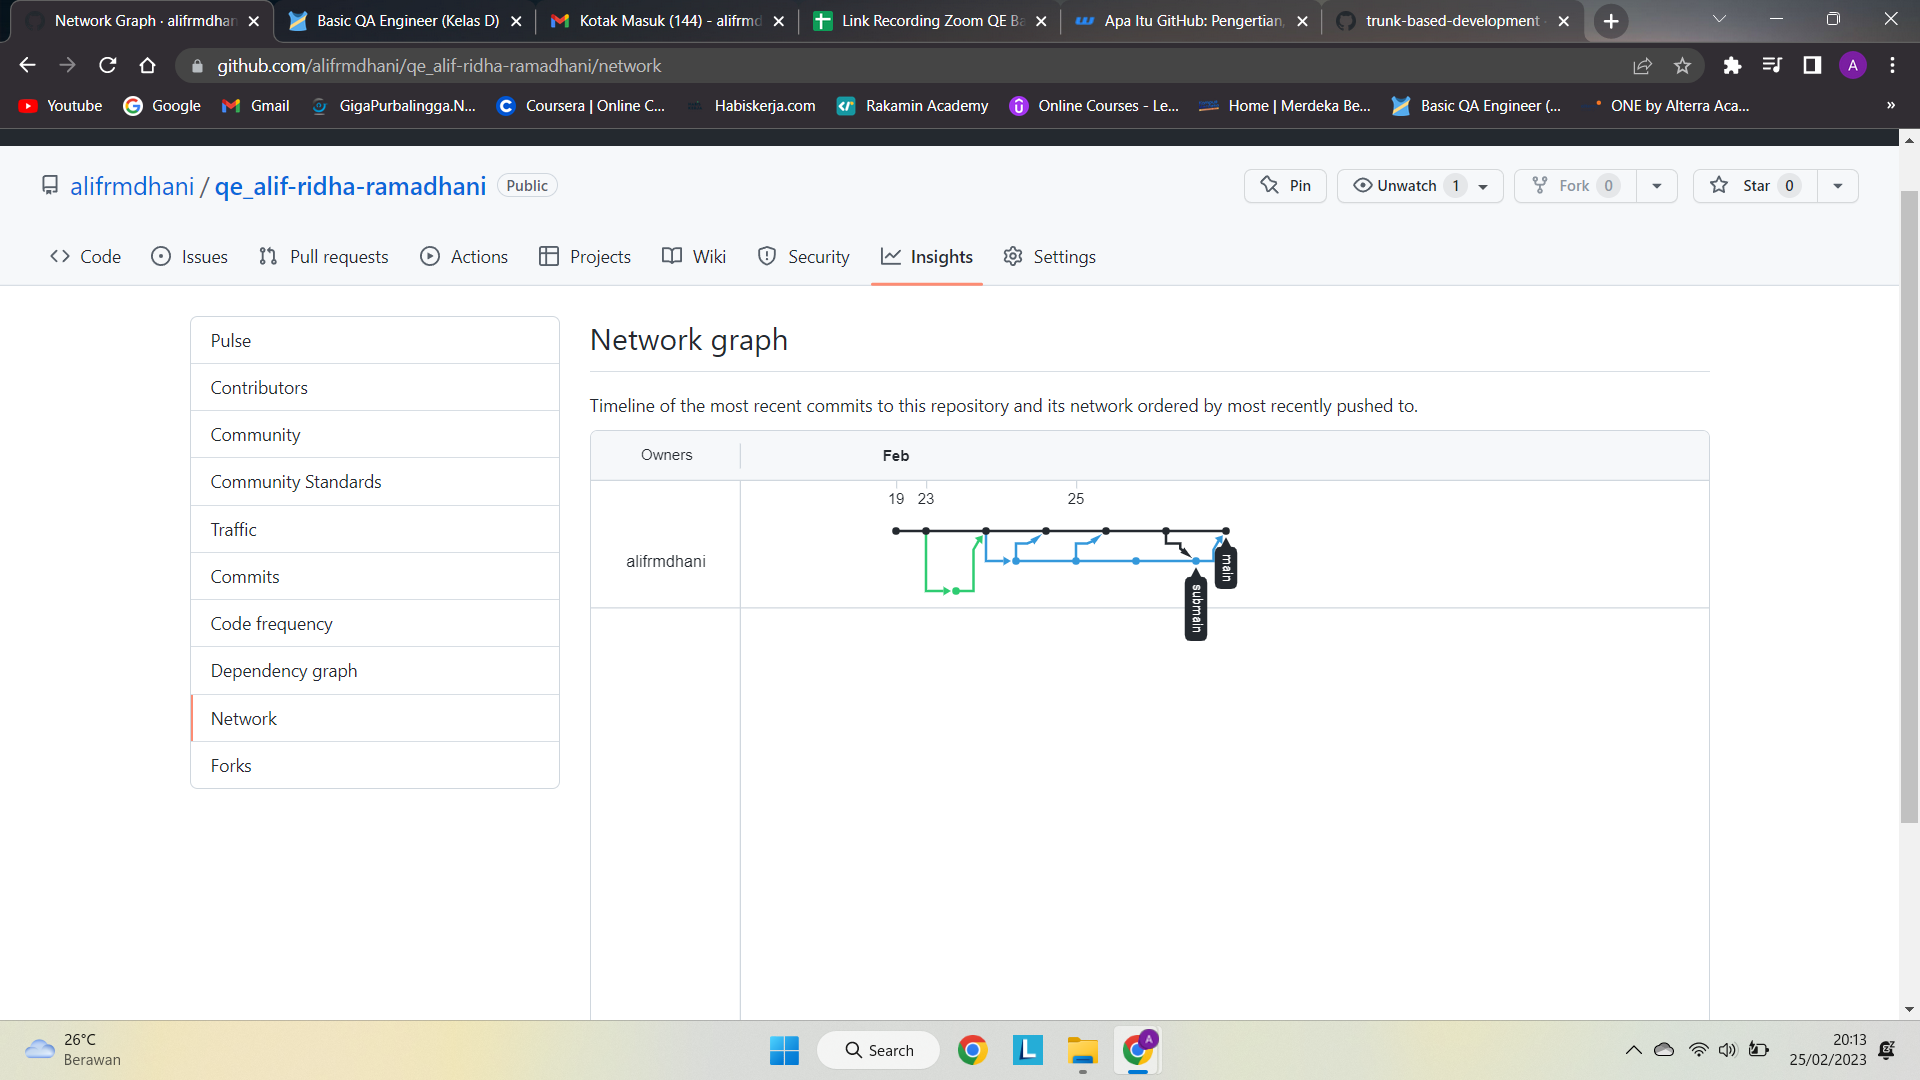 Network Graph · alifrmdhan
Basic QA Engineer (Kelas D)
Kotak Masuk (144) - alifrmd
Link Recording Zoom QE Ba
Apa Itu GitHub: Pengertian,
trunk-based-development
github.com/alifrmdhani/qe_alif-ridha-ramadhani/network
A
Youtube
Google
Gmail
GigaPurbalingga.N...
Coursera | Online C...
Habiskerja.com
Rakamin Academy
Online Courses - Le...
Home | Merdeka Be...
Basic QA Engineer (...
ONE by Alterra Aca...
»
alifrmdhani / qe_alif-ridha-ramadhani Public
Pin
Unwatch 1
Fork 0
Star 0
Code
Issues
Pull requests
Actions
Projects
Wiki
Security
Insights
Settings
Pulse
Contributors
Community
Community Standards
Traffic
Commits
Code frequency
Dependency graph
Network
Forks
Network graph
Timeline of the most recent commits to this repository and its network ordered by most recently pushed to.
Owners
Feb
19 23 25
alifrmdhani
main
submain
26°C
Berawan
Search
L
A
20:13
25/02/2023